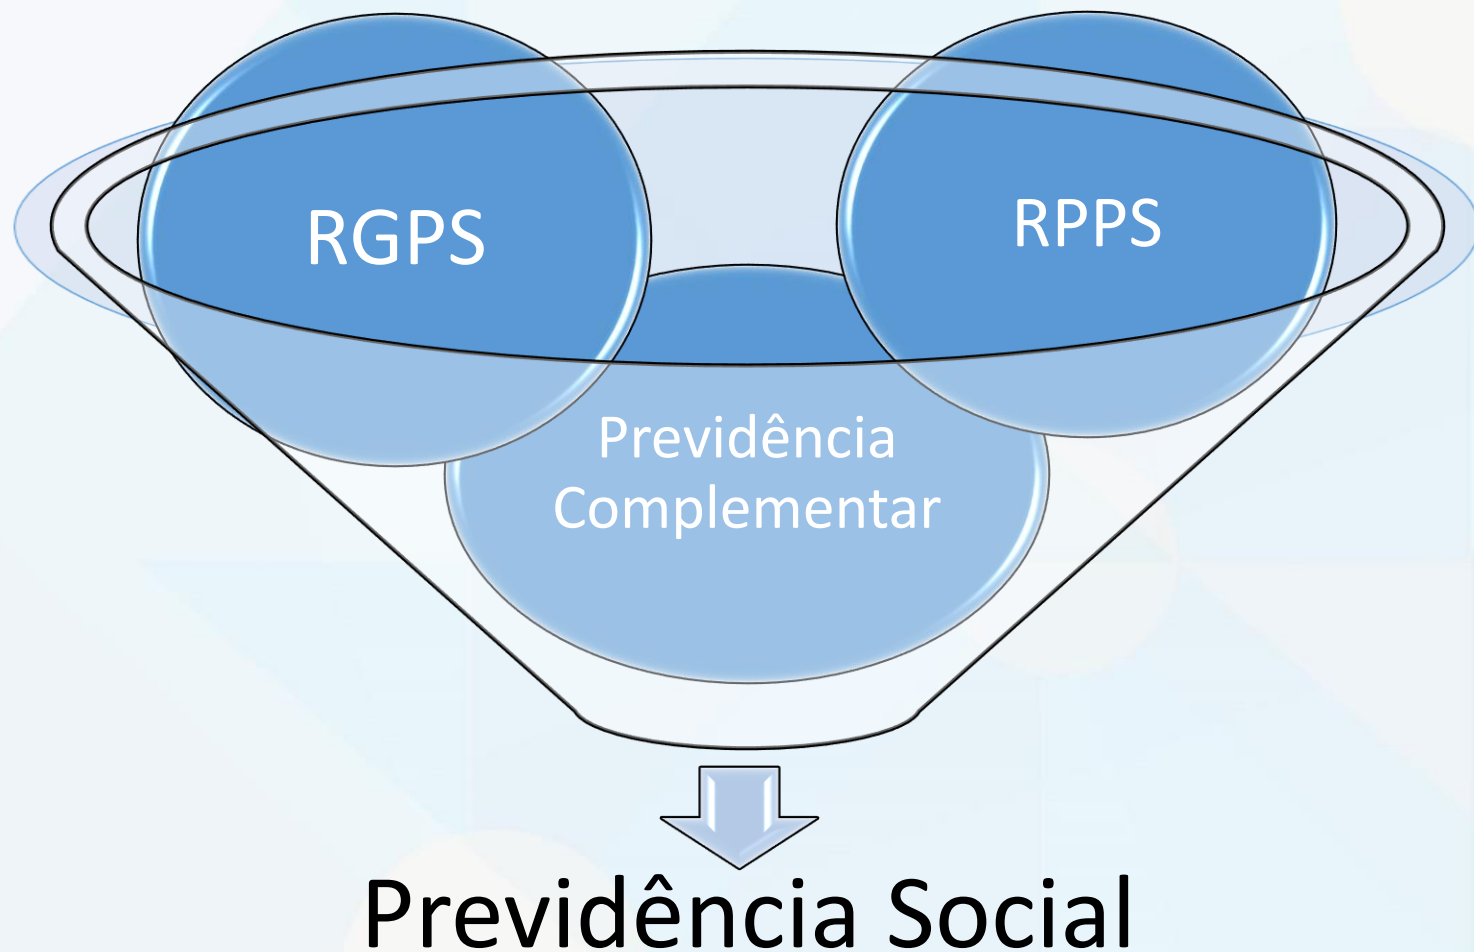 RGPS
RPPS
Previdência
Complementar
Previdência Social